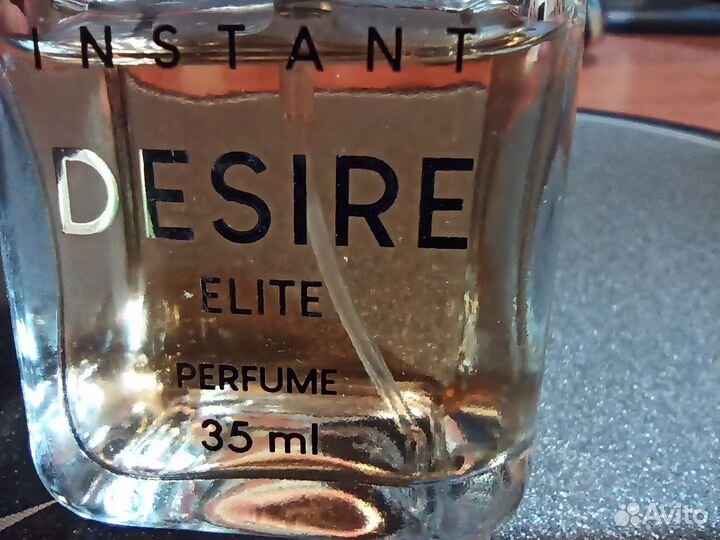 INSTANT
DESIRE
ELITE
PERFUME
35 ml
Avito